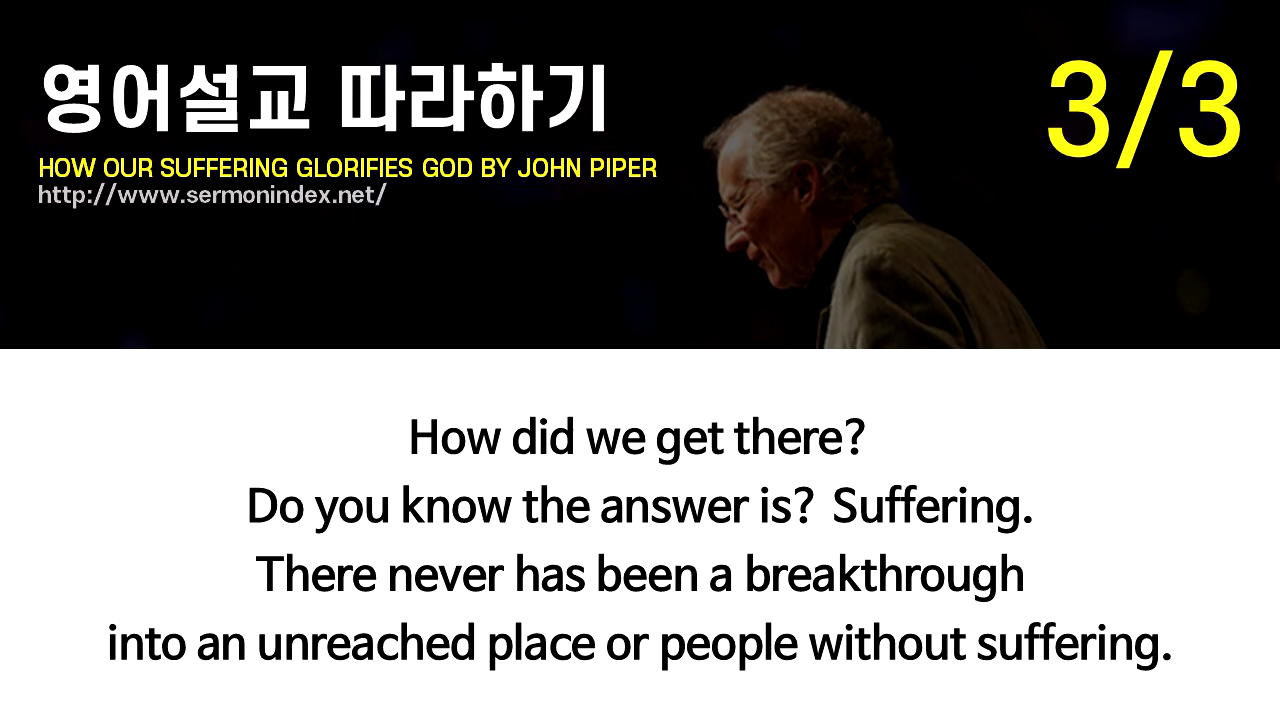 영어설교 따라하기
3/3
HOW OUR SUFFERING GLORIFIES GOD BY JOHN PIPER
http://www.sermonindex.net/
How did we get there?
Do you know the answer is? Suffering.
There never has been a breakthrough
into an unreached place or people without suffering.